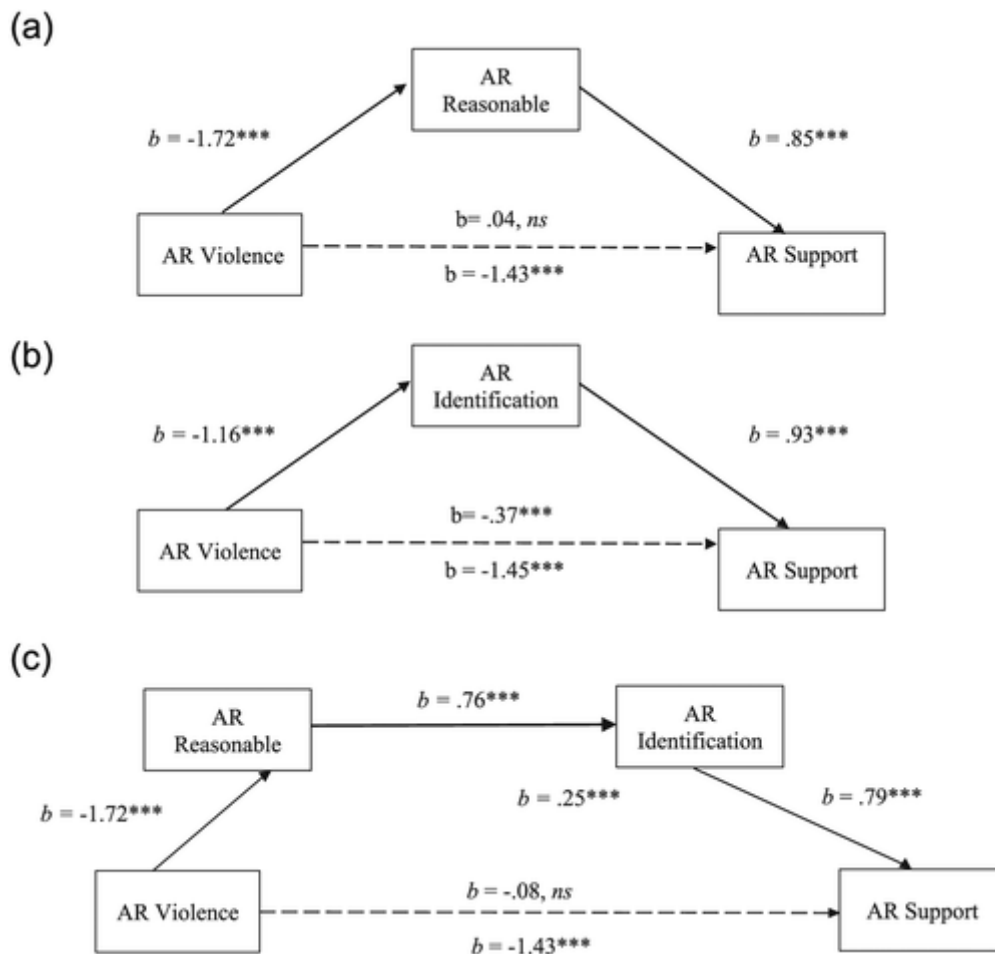 (a)
AR
Reasonable
b = -1.72***
b = .85***
b= .04, ns
AR Violence
AR Support
b = -1.43***
(b)
AR
Identification
b = -1.16***
b = .93***
b= -.37***
AR Violence
AR Support
b = -1.45***
(c)
b = .76***
AR
Reasonable
AR
Identification
b = -1.72***
b = .25***
b = .79***
b = -.08, ns
AR Violence
AR Support
b = -1.43***